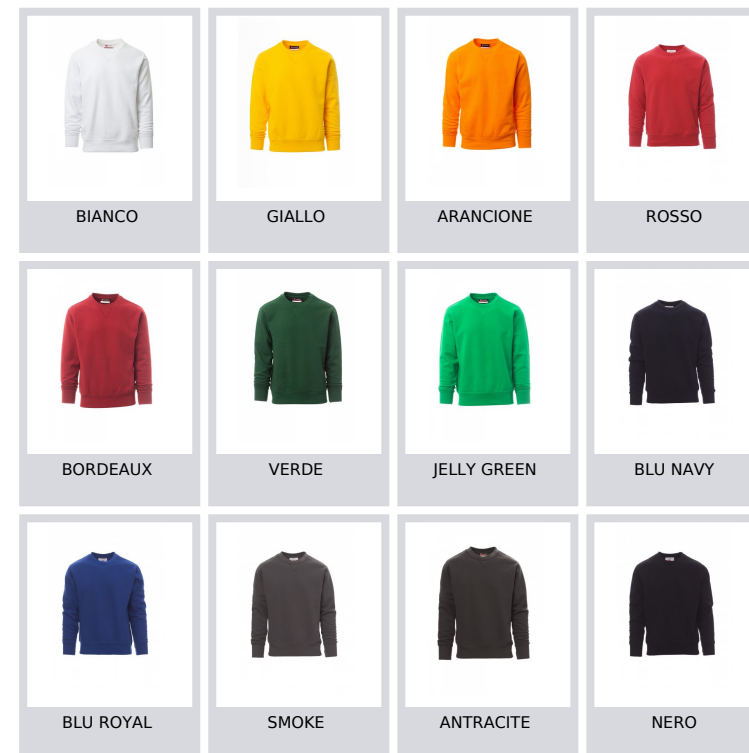 BIANCO
GIALLO
ARANCIONE
ROSSO
BORDEAUX
VERDE
JELLY GREEN
BLU NAVY
BLU ROYAL
SMOKE
ANTRACITE
NERO